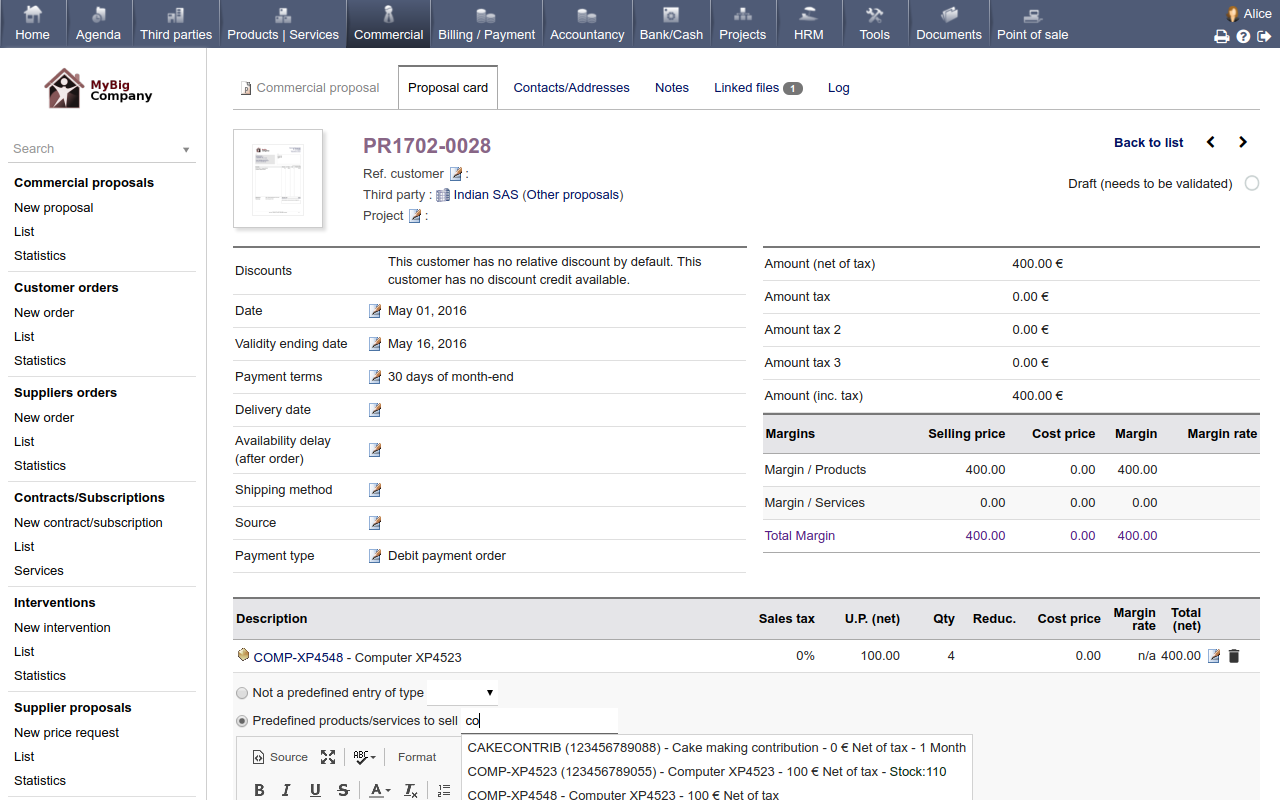 Home Agenda Third parties Products | Services Commercial Billing / Payment Accountancy Bank/Cash Projects HRM Tools Documents Point of sale Alice
MyBig
Company
Search
Commercial proposals
New proposal
List
Statistics
Customer orders
New order
List
Statistics
Suppliers orders
New order
List
Statistics
Contracts/Subscriptions
New contract/subscription
List
Services
Interventions
New intervention
List
Statistics
Supplier proposals
New price request
List
Statistics
Commercial proposal Proposal card Contacts/Addresses Notes Linked files 1 Log
PR1702-0028
Back to list
Ref. customer :
Third party : Indian SAS (Other proposals)
Project :
Draft (needs to be validated)
Discounts This customer has no relative discount by default. This
customer has no discount credit available.
Date May 01, 2016
Validity ending date May 16, 2016
Payment terms 30 days of month-end
Delivery date
Availability delay
(after order)
Shipping method
Source
Payment type Debit payment order
Amount (net of tax) 400.00 €
Amount tax 0.00 €
Amount tax 2 0.00 €
Amount tax 3 0.00 €
Amount (inc. tax) 400.00 €
Margins Selling price Cost price Margin Margin rate
Margin / Products 400.00 0.00 400.00
Margin / Services 0.00 0.00 0.00
Total Margin 400.00 0.00 400.00
Description Sales tax U.P. (net) Qty Reduc. Cost price Margin rate Total (net)
COMP-XP4548 - Computer XP4523 0% 100.00 4 0.00 n/a 400.00
Not a predefined entry of type
Predefined products/services to sell co
Source ABC Format
B I U S A Tx
CAKECONTRIB (123456789088) - Cake making contribution - 0 € Net of tax - 1 Month
COMP-XP4523 (123456789055) - Computer XP4523 - 100 € Net of tax - Stock:110
COMP-XP4548 - Computer XP4523 - 100 € Net of tax